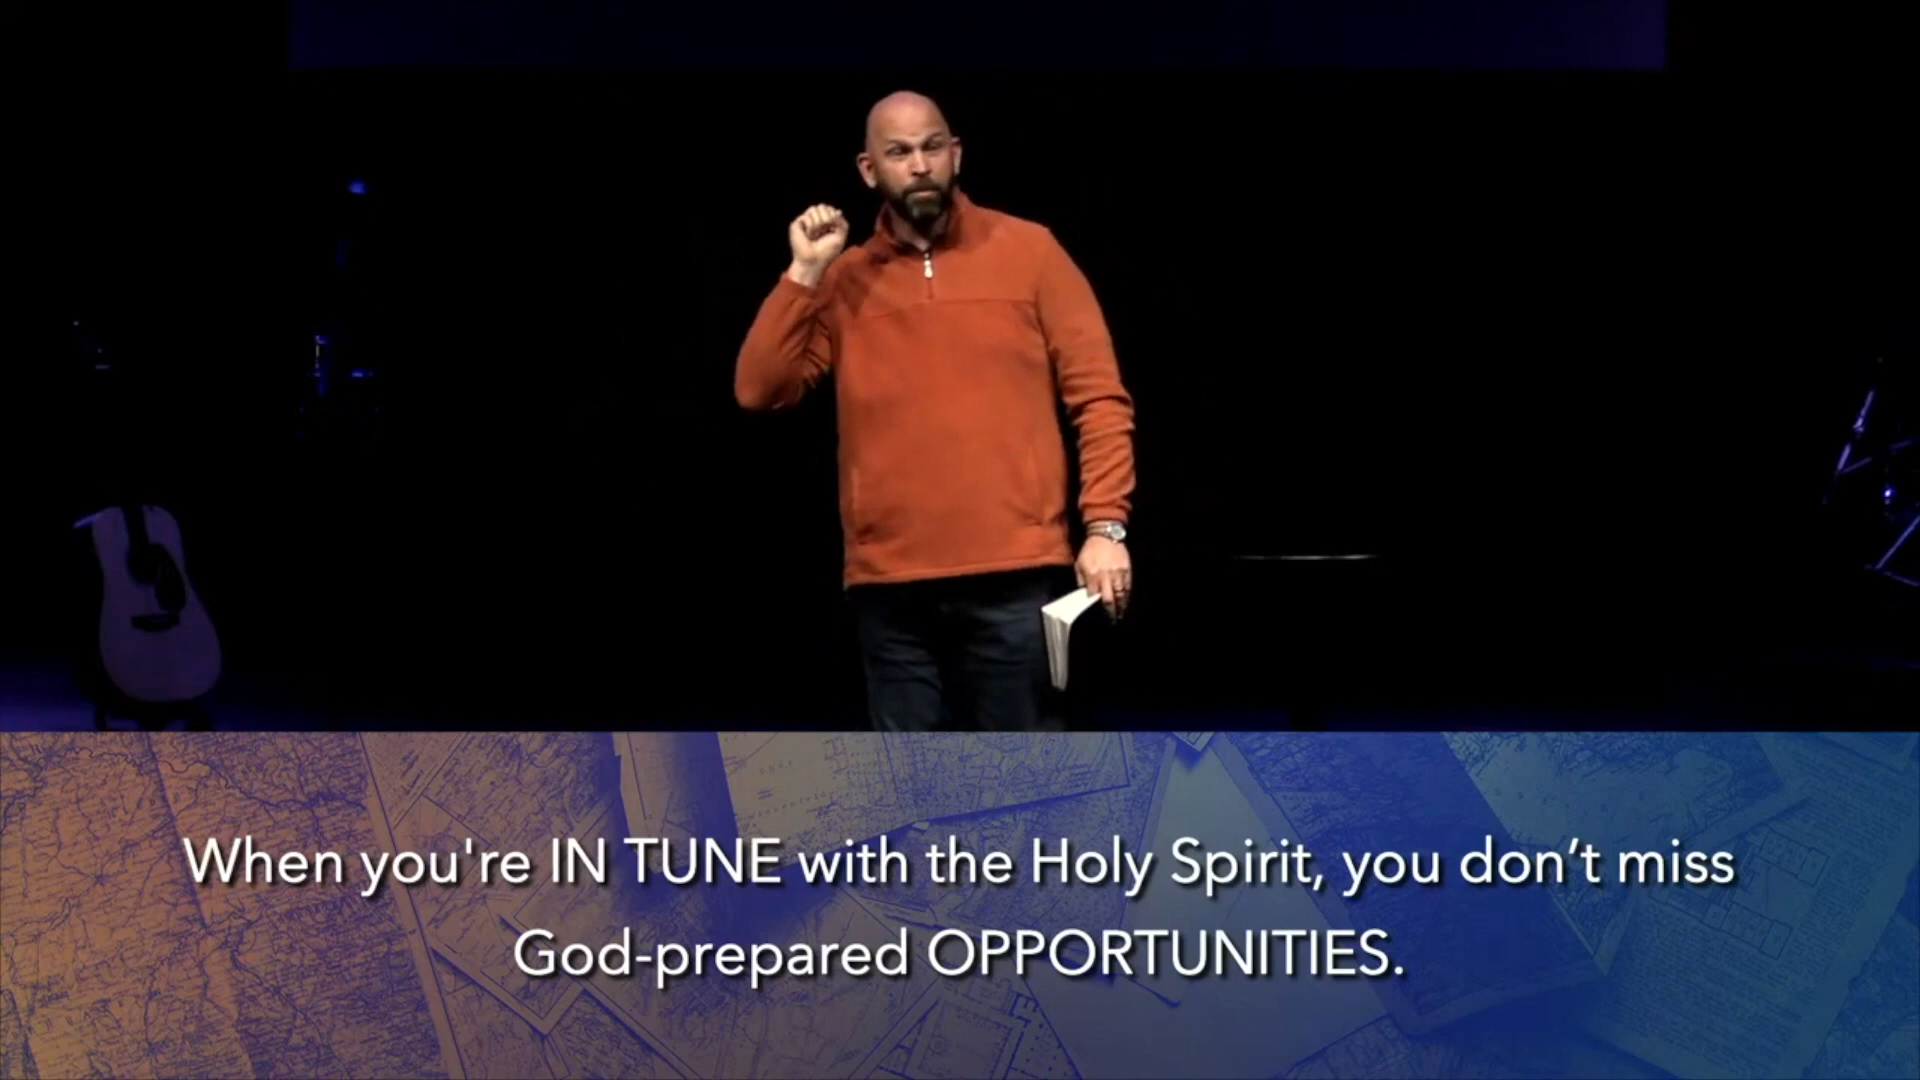 When you're IN TUNE with the Holy Spirit, you don’t miss
God-prepared OPPORTUNITIES.